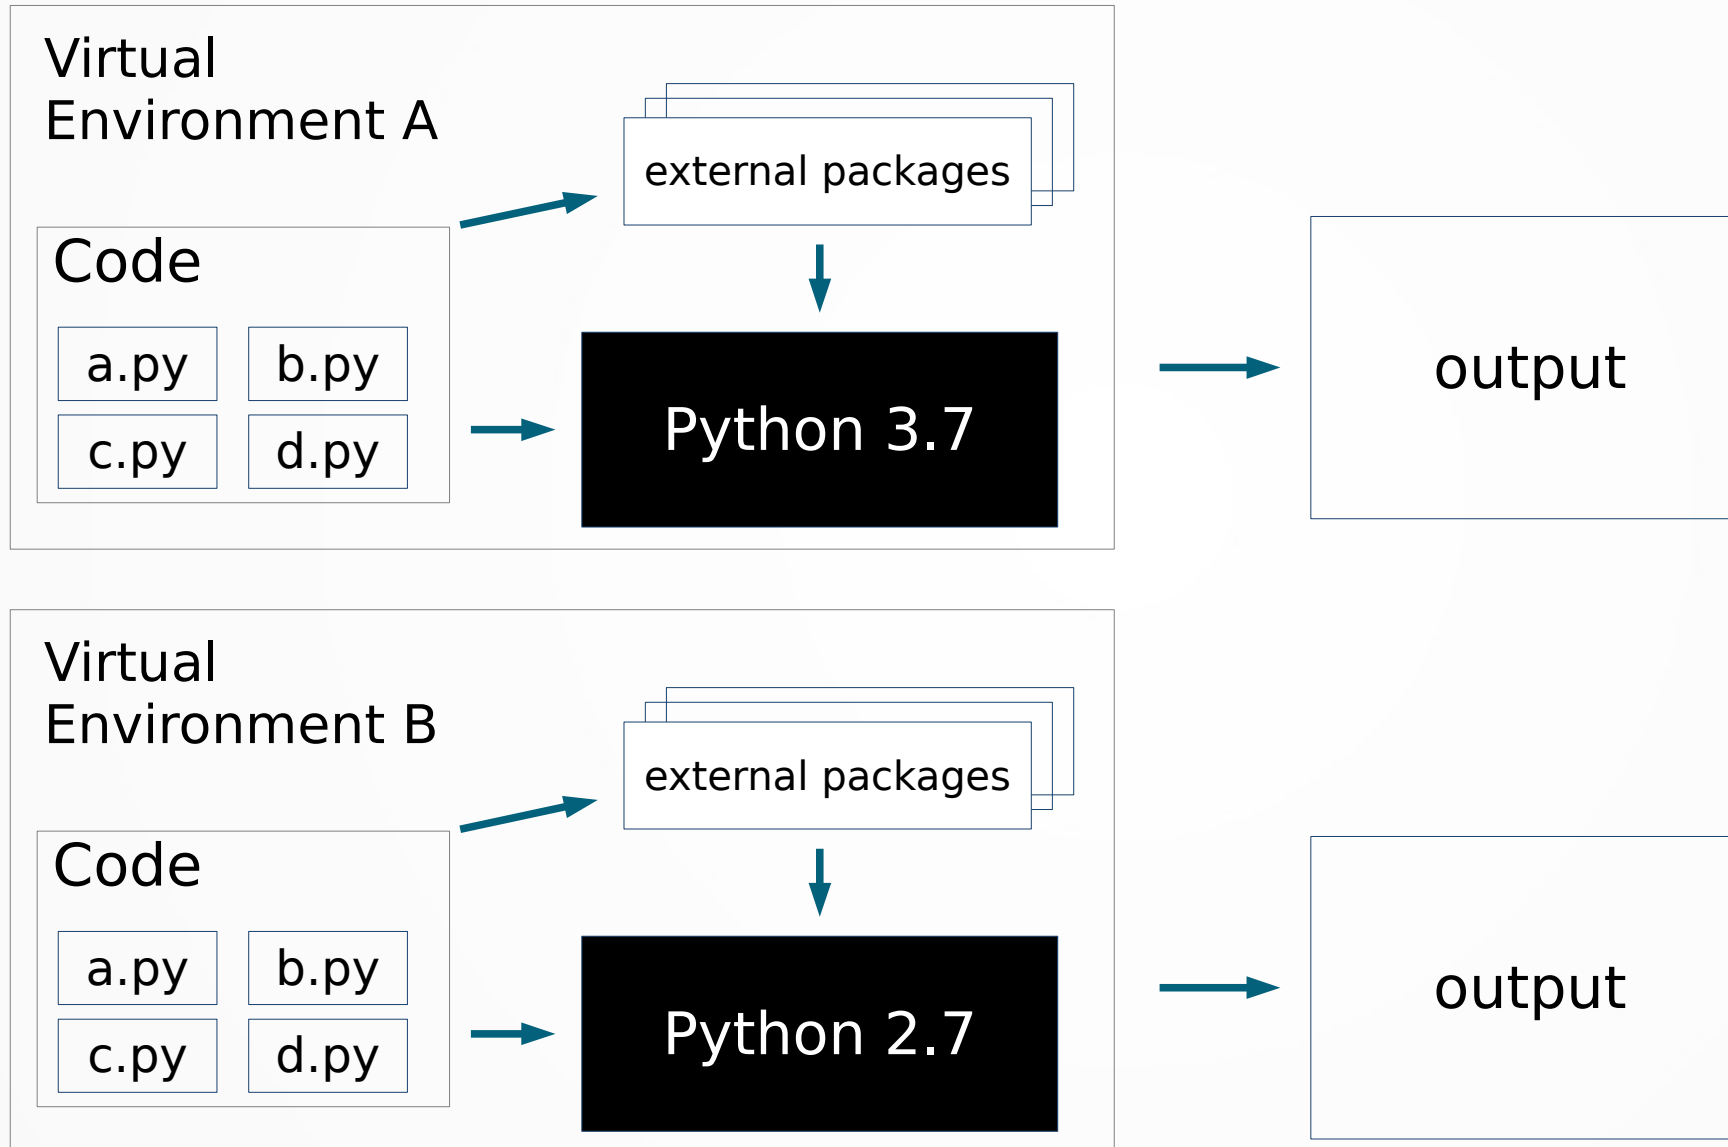 Virtual
Environment A
external packages
Code
a.py b.py
c.py d.py
Python 3.7
output
Virtual
Environment B
external packages
Code
a.py b.py
c.py d.py
Python 2.7
output